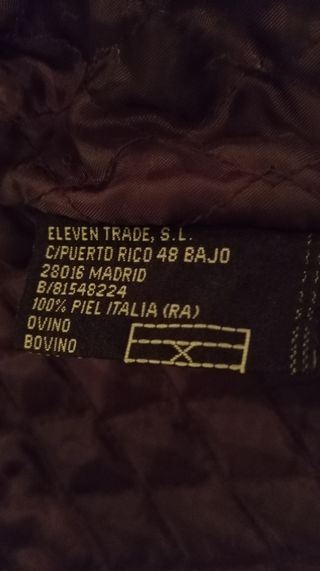 ELEVEN TRADE, S.L.
C/PUERTO RICO 48 BAJO
28016 MADRID
B/81548224
100% PIEL ITALIA (RA)
OVINO
BOVINO X